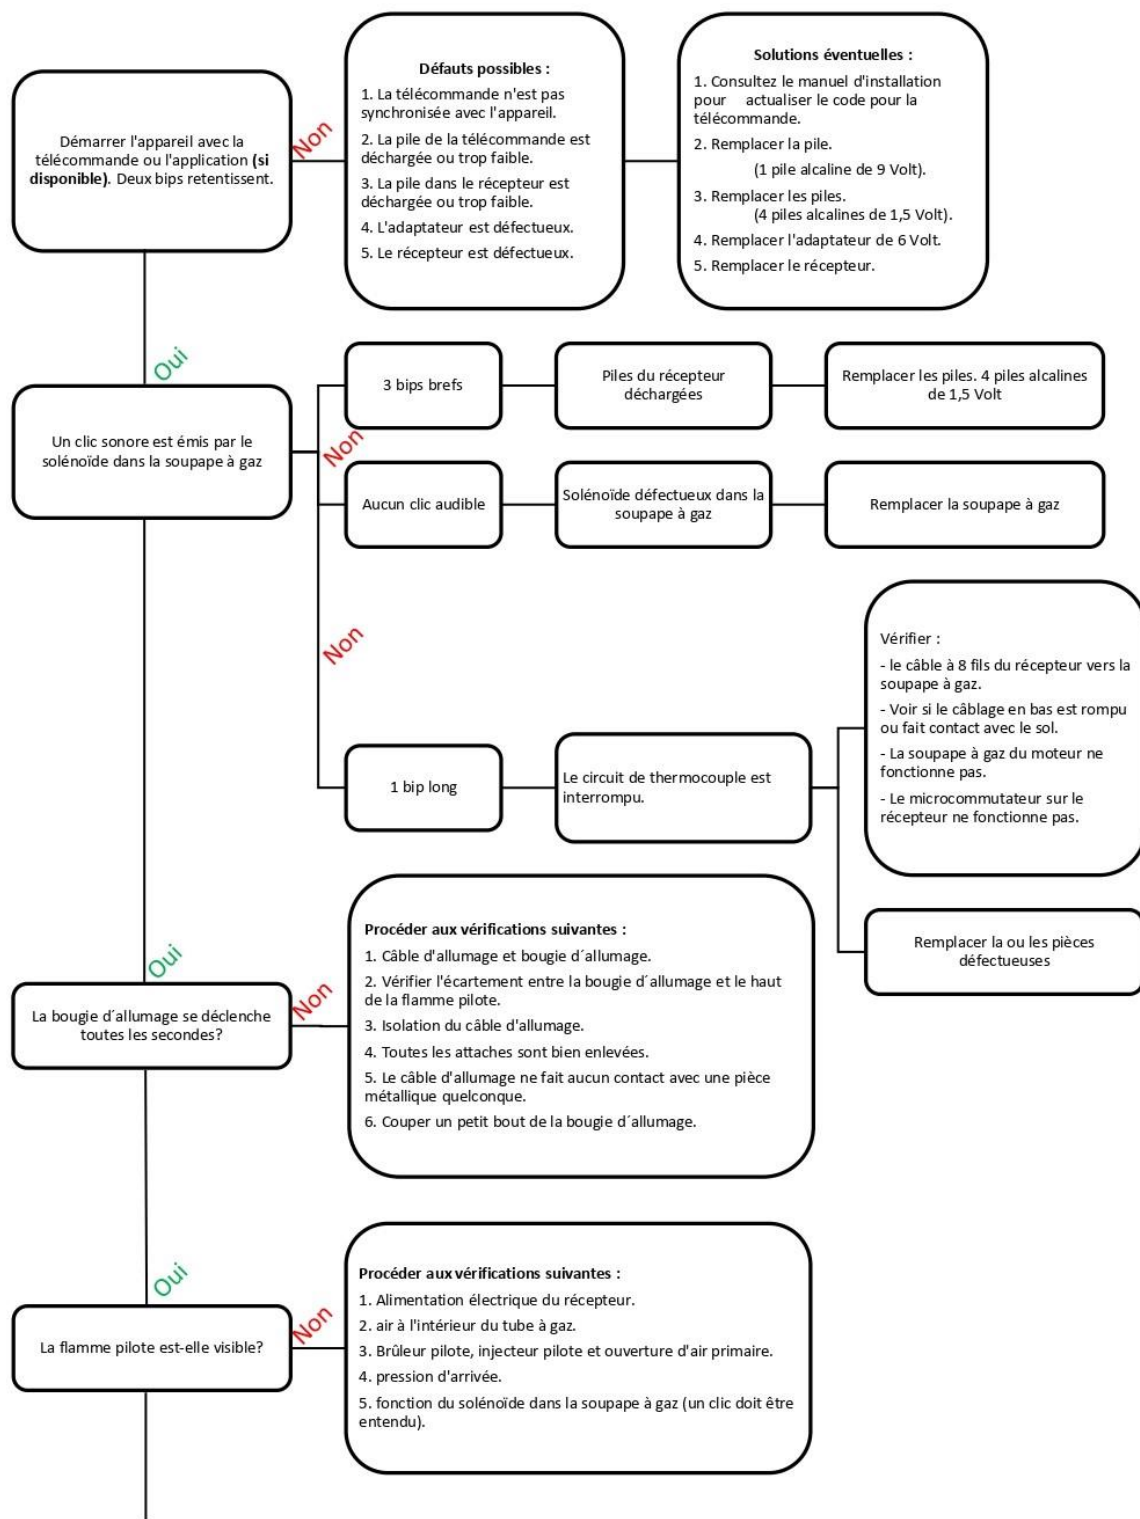 Démarrer l'appareil avec la
télécommande ou l'application (si
disponible). Deux bips retentissent.
Non
Défauts possibles :
1. La télécommande n'est pas
synchronisée avec l'appareil.
2. La pile de la télécommande est
déchargée ou trop faible.
3. La pile dans le récepteur est
déchargée ou trop faible.
4. L'adaptateur est défectueux.
5. Le récepteur est défectueux.
Solutions éventuelles :
1. Consultez le manuel d'installation
pour actualiser le code pour la
télécommande.
2. Remplacer la pile.
(1 pile alcaline de 9 Volt).
3. Remplacer les piles.
(4 piles alcalines de 1,5 Volt).
4. Remplacer l'adaptateur de 6 Volt.
5. Remplacer le récepteur.
Oui
Un clic sonore est émis par le
solénoïde dans la soupape à gaz
Non
3 bips brefs
Piles du récepteur
déchargées
Remplacer les piles. 4 piles alcalines
de 1,5 Volt
Aucun clic audible
Solénoïde défectueux dans la
soupape à gaz
Remplacer la soupape à gaz
Non
1 bip long
Le circuit de thermocouple est
interrompu.
Vérifier :
- le câble à 8 fils du récepteur vers la
soupape à gaz.
- Voir si le câblage en bas est rompu
ou fait contact avec le sol.
- La soupape à gaz du moteur ne
fonctionne pas.
- Le microcommutateur sur le
récepteur ne fonctionne pas.
Remplacer la ou les pièces
défectueuses
Oui
La bougie d´allumage se déclenche
toutes les secondes?
Non
Procéder aux vérifications suivantes :
1. Câble d'allumage et bougie d´allumage.
2. Vérifier l'écartement entre la bougie d´allumage et le haut
de la flamme pilote.
3. Isolation du câble d'allumage.
4. Toutes les attaches sont bien enlevées.
5. Le câble d'allumage ne fait aucun contact avec une pièce
métallique quelconque.
6. Couper un petit bout de la bougie d´allumage.
Oui
La flamme pilote est-elle visible?
Non
Procéder aux vérifications suivantes :
1. Alimentation électrique du récepteur.
2. air à l'intérieur du tube à gaz.
3. Brûleur pilote, injecteur pilote et ouverture d'air primaire.
4. pression d'arrivée.
5. fonction du solénoïde dans la soupape à gaz (un clic doit être
entendu).